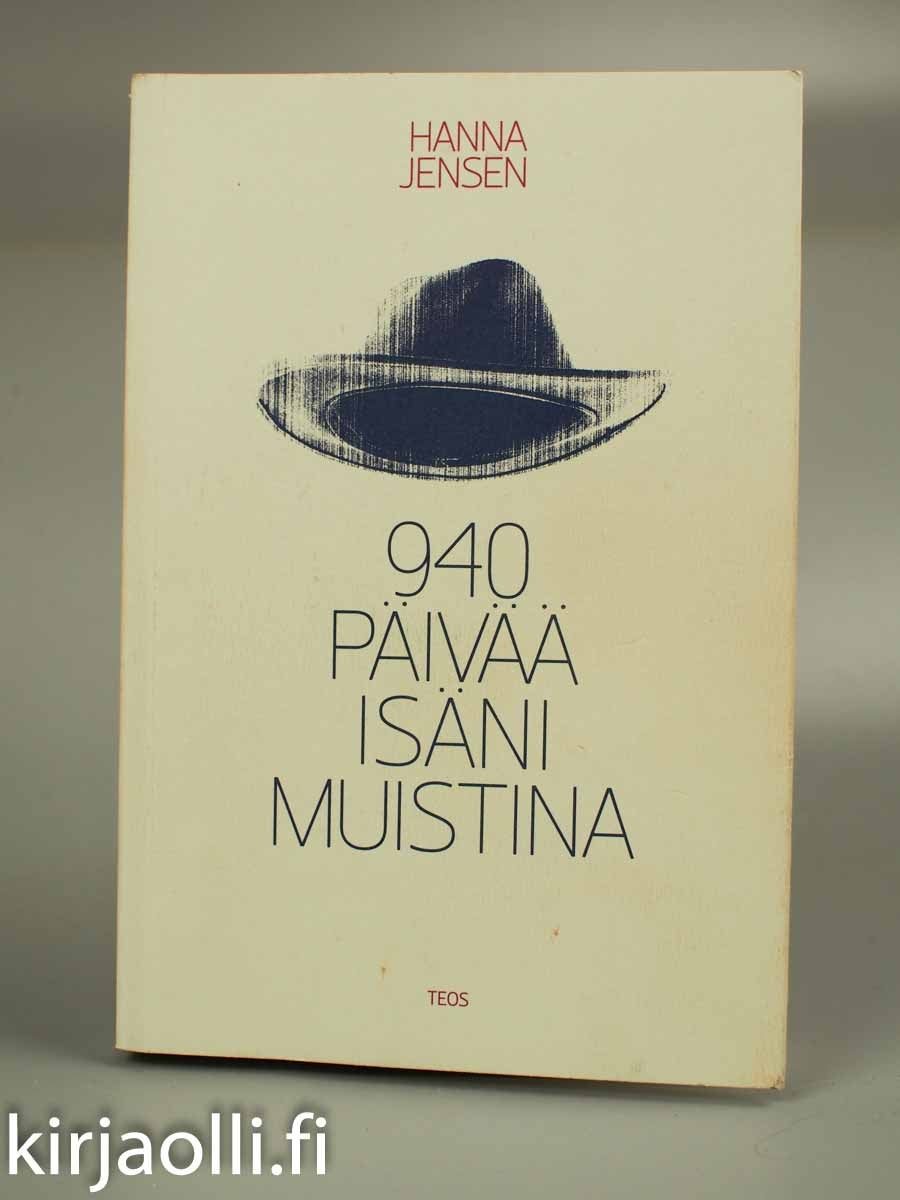 HANNA
JENSEN
940
PÄIVÄÄ
ISÄNI
MUISTINA
TEOS
kirjaolli.fi